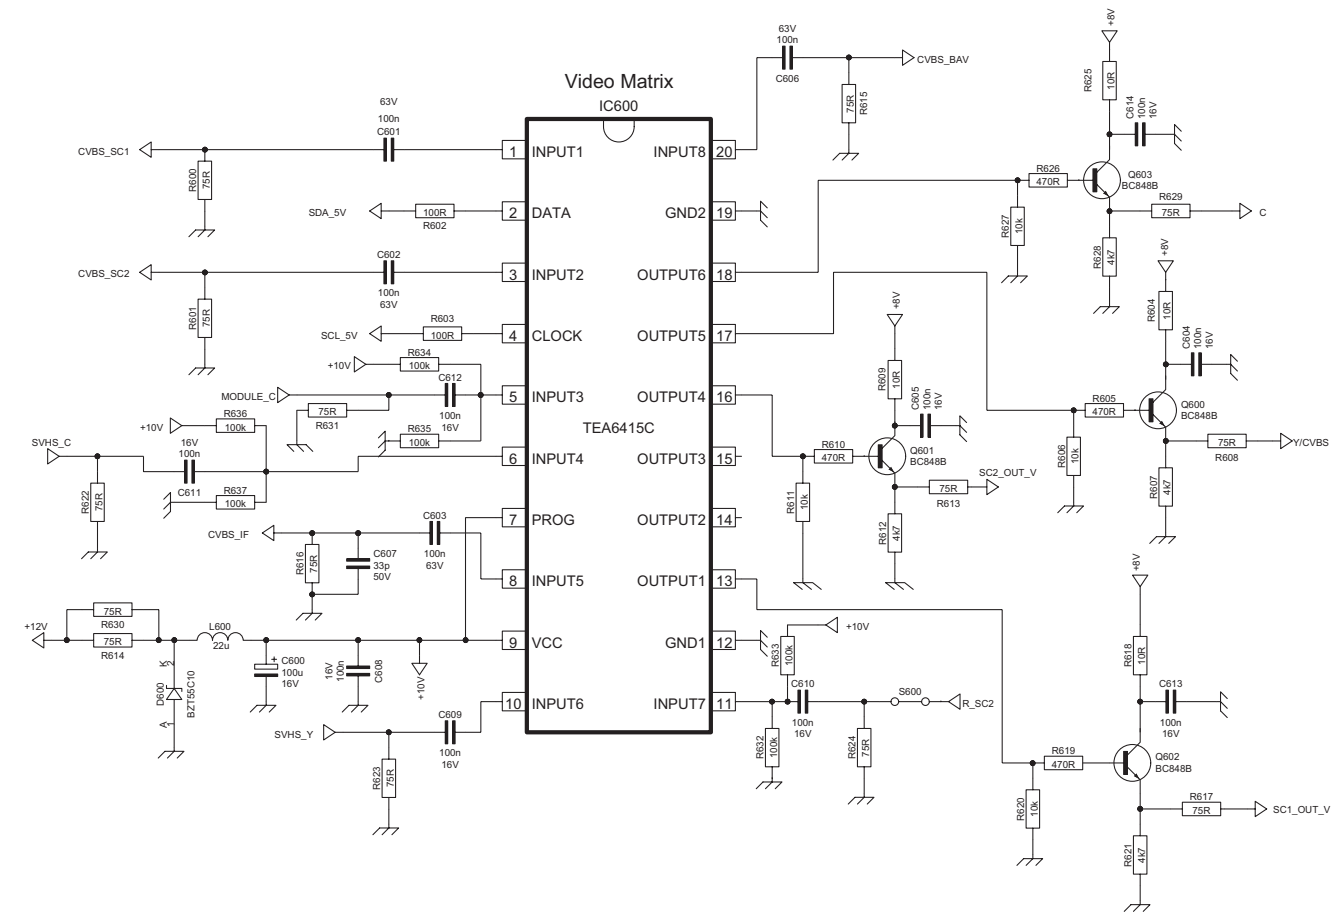 Video Matrix
IC600
TEA6415C
1 INPUT1
2 DATA
3 INPUT2
4 CLOCK
5 INPUT3
6 INPUT4
7 PROG
8 INPUT5
9 VCC
10 INPUT6
INPUT8 20
GND2 19
OUTPUT6 18
OUTPUT5 17
OUTPUT4 16
OUTPUT3 15
OUTPUT2 14
OUTPUT1 13
GND1 12
INPUT7 11
63V
100n
C601
CVBS_SC1
R600
75R
SDA_5V
100R
R602
CVBS_SC2
C602
100n
63V
R601
75R
SCL_5V
R603
100R
+10V
R634
100k
MODULE_C
C612
100n
16V
75R
R631
R635
100k
+10V
R636
100k
SVHS_C
16V
100n
C611
R622
75R
R637
100k
CVBS_IF
C603
100n
63V
R616
75R
C607
33p
50V
+12V
75R
R630
75R
R614
L600
22u
D600
BZT55C10
K
2
A
1
+
C600
100u
16V
16V
100n
C608
+10V
SVHS_Y
C609
100n
16V
R623
75R
63V
100n
C606
CVBS_BAV
75R
R615
+8V
R625
10R
C614
100n
16V
R626
470R
Q603
BC848B
R627
10k
R629
75R
C
R628
4k7
+8V
R604
10R
C604
100n
16V
R605
470R
Q600
BC848B
R606
10k
75R
R608
Y/CVBS
R607
4k7
+8V
R609
10R
C605
100n
16V
R610
470R
Q601
BC848B
R611
10k
75R
R613
SC2_OUT_V
R612
4k7
+10V
R633
100k
C610
100n
16V
S600
R_SC2
R632
100k
R624
75R
+8V
R618
10R
C613
100n
16V
R619
470R
Q602
BC848B
R620
10k
R617
75R
SC1_OUT_V
R621
4k7